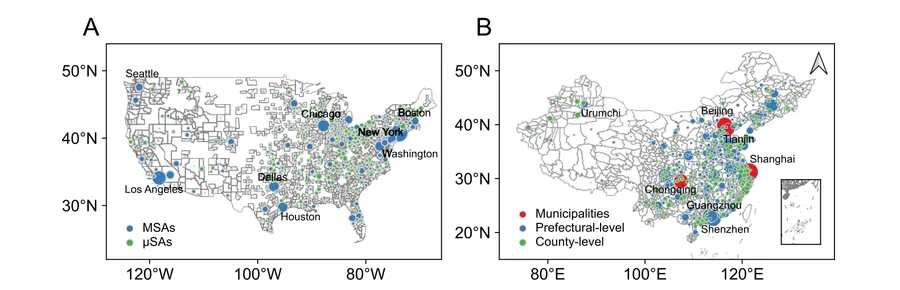 A
B
50°N
40°N
30°N
120°W
100°W
80°W
Seattle
Chicago
Boston
New York
Washington
Los Angeles
Dallas
Houston
MSAs
µSAs
50°N
40°N
30°N
20°N
80°E
100°E
120°E
Urumchi
Beijing
Tianjin
Shanghai
Chongqing
Guangzhou
Shenzhen
Municipalities
Prefectural-level
County-level